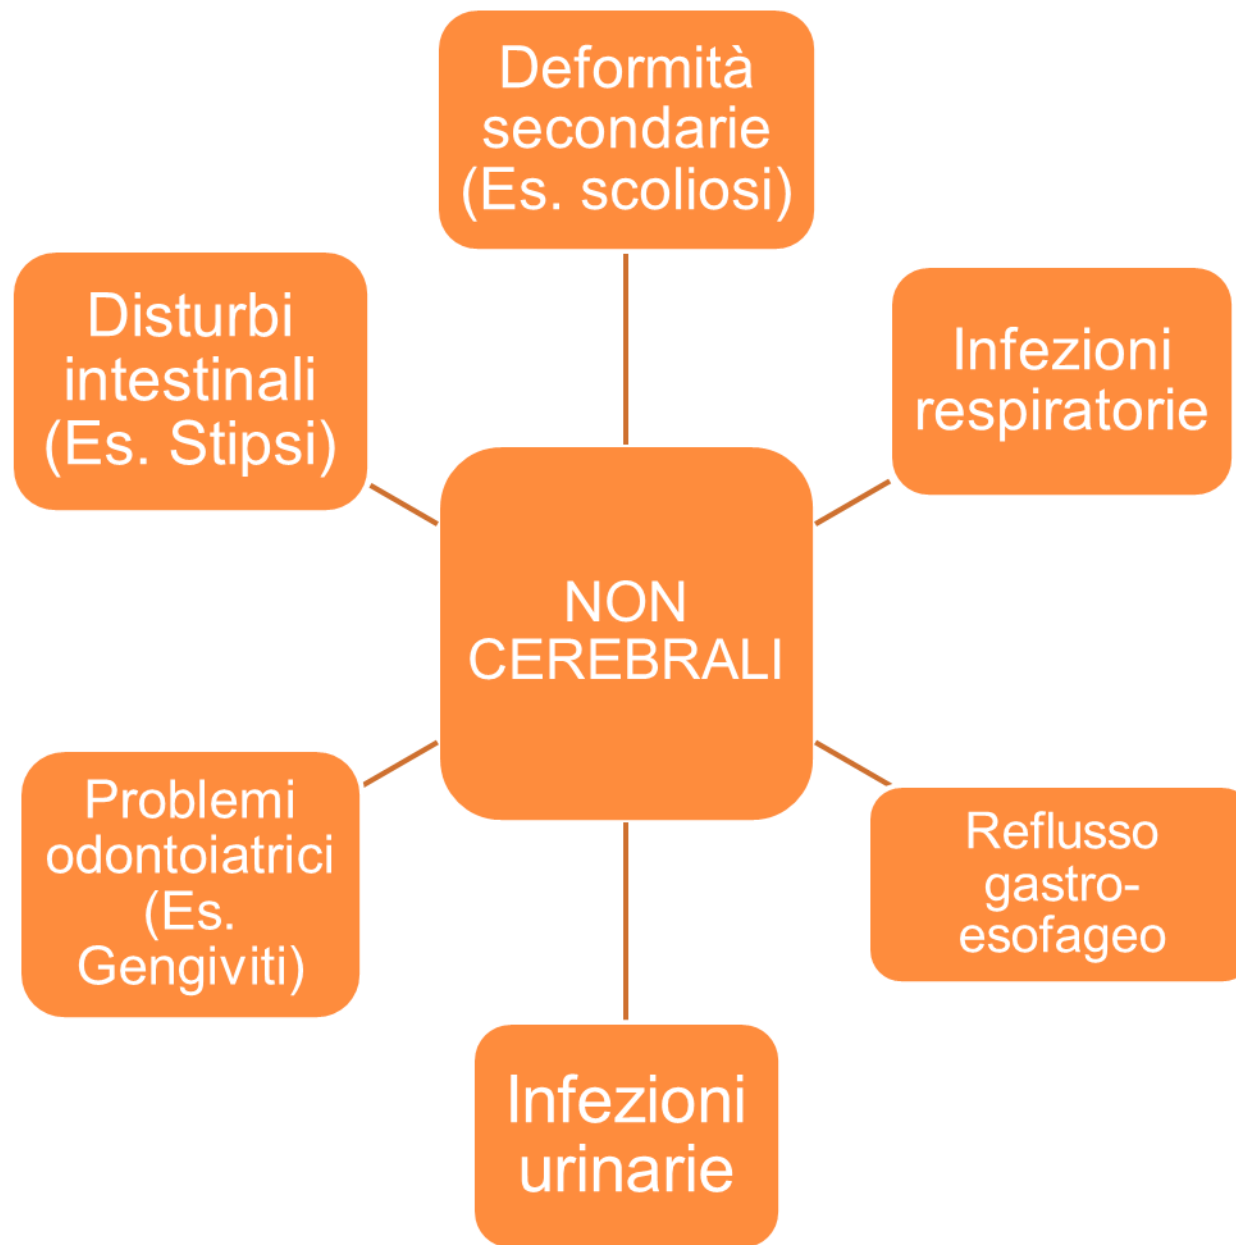 Deformità
secondarie
(Es. scoliosi)
Disturbi
intestinali
(Es. Stipsi)
Infezioni
respiratorie
NON
CEREBRALI
Problemi
odontoiatrici
(Es.
Gengiviti)
Reflusso
gastro-
esofageo
Infezioni
urinarie